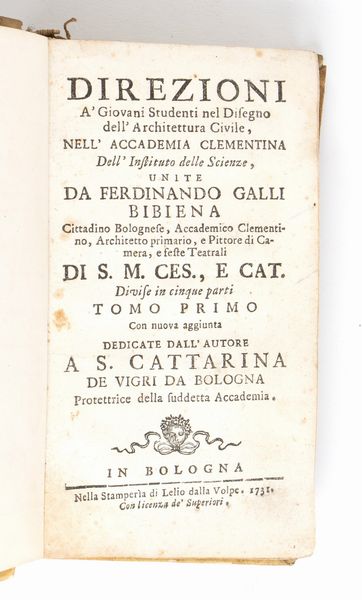 DIREZIONI
A' Giovani Studenti nel Diſegno
dell' Architettura Civile,
NELL' ACCADEMIA CLEMENTINA
Dell' Inſtituto delle Scienze,
UNITE
DA FERDINANDO GALLI
BIBIENA
Cittadino Bologneſe, Accademico Clementi-
no, Architetto primario, e Pittore di Ca-
mera, e feſte Teatrali
DI S. M. CES., E CAT.
Diviſe in cinque parti
TOMO PRIMO
Con nuova aggiunta
DEDICATE DALL' AUTORE
A S. CATTARINA
DE VIGRI DA BOLOGNA
Protettrice della ſuddetta Accademia.
IN BOLOGNA
Nella Stamperìa di Lelio dalla Volpe. 1731.
Con licenza de' Superiori.